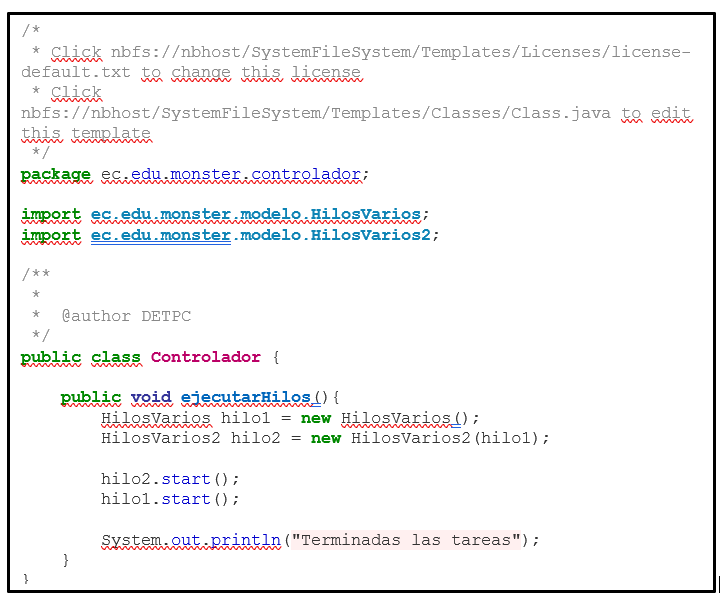 /*
 * Click nbfs://nbhost/SystemFileSystem/Templates/Licenses/license-
default.txt to change this license
 * Click
nbfs://nbhost/SystemFileSystem/Templates/Classes/Class.java to edit
this template
 */
package ec.edu.monster.controlador;

import ec.edu.monster.modelo.HilosVarios;
import ec.edu.monster.modelo.HilosVarios2;

/**
 *
 *  @author DETPC
 */
public class Controlador {

    public void ejecutarHilos(){
        HilosVarios hilo1 = new HilosVarios();
        HilosVarios2 hilo2 = new HilosVarios2(hilo1);

        hilo2.start();
        hilo1.start();

        System.out.println("Terminadas las tareas");
    }
}